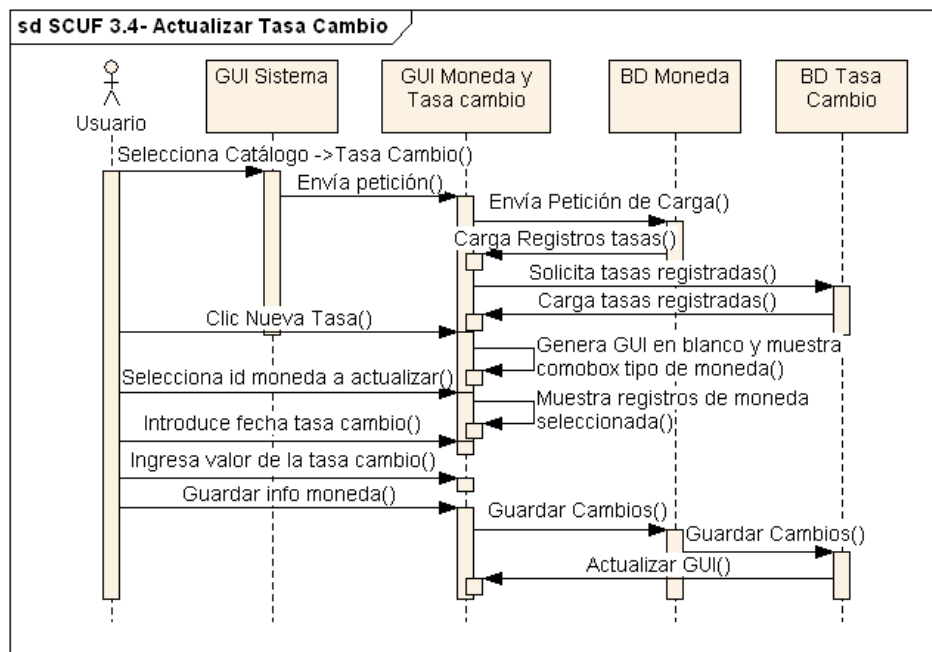 sd SCUF 3.4- Actualizar Tasa Cambio
Usuario
GUI Sistema
GUI Moneda y
Tasa cambio
BD Moneda
BD Tasa
Cambio
Selecciona Catálogo ->Tasa Cambio()
Envía petición()
Envía Petición de Carga()
Carga Registros tasas()
Solicita tasas registradas()
Carga tasas registradas()
Clic Nueva Tasa()
Genera GUI en blanco y muestra
comobox tipo de moneda()
Selecciona id moneda a actualizar()
Muestra registros de moneda
seleccionada()
Introduce fecha tasa cambio()
Ingresa valor de la tasa cambio()
Guardar info moneda()
Guardar Cambios()
Guardar Cambios()
Actualizar GUI()